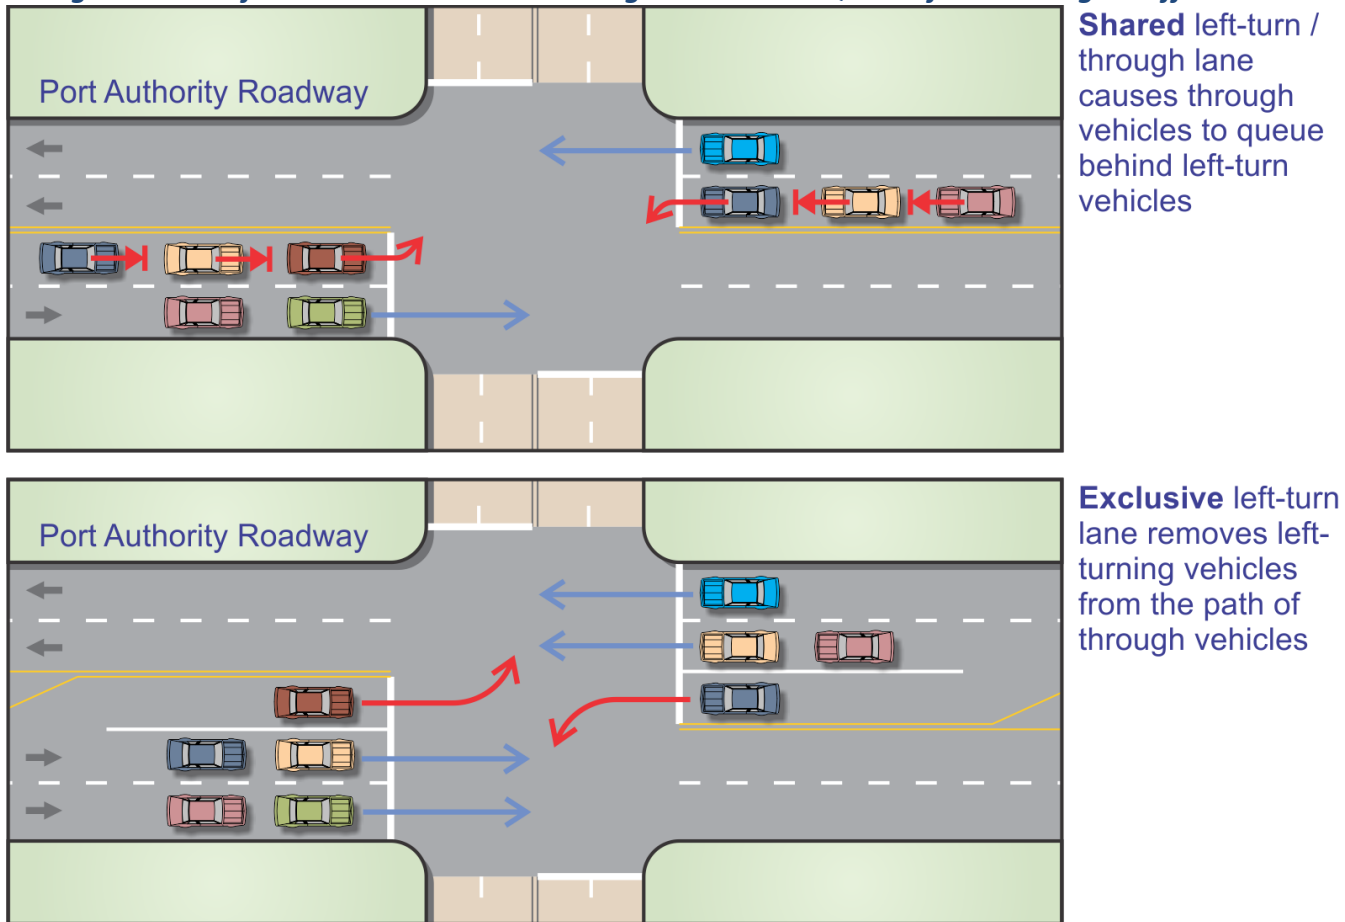 Port Authority Roadway
Shared left-turn /
through lane
causes through
vehicles to queue
behind left-turn
vehicles
Port Authority Roadway
Exclusive left-turn
lane removes left-
turning vehicles
from the path of
through vehicles